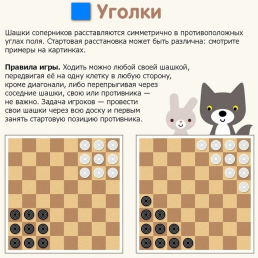 Уголки
Шашки соперников расставляются симметрично в противоположных
углах поля. Стартовая расстановка может быть различна: смотрите
примеры на картинках.
Правила игры. Ходить можно любой своей шашкой,
передвигая её на одну клетку в любую сторону,
кроме диагонали, либо перепрыгивая через
соседние шашки, свою или противника —
не важно. Задача игроков — провести
свои шашки через всю доску и первым
занять стартовую позицию противника.